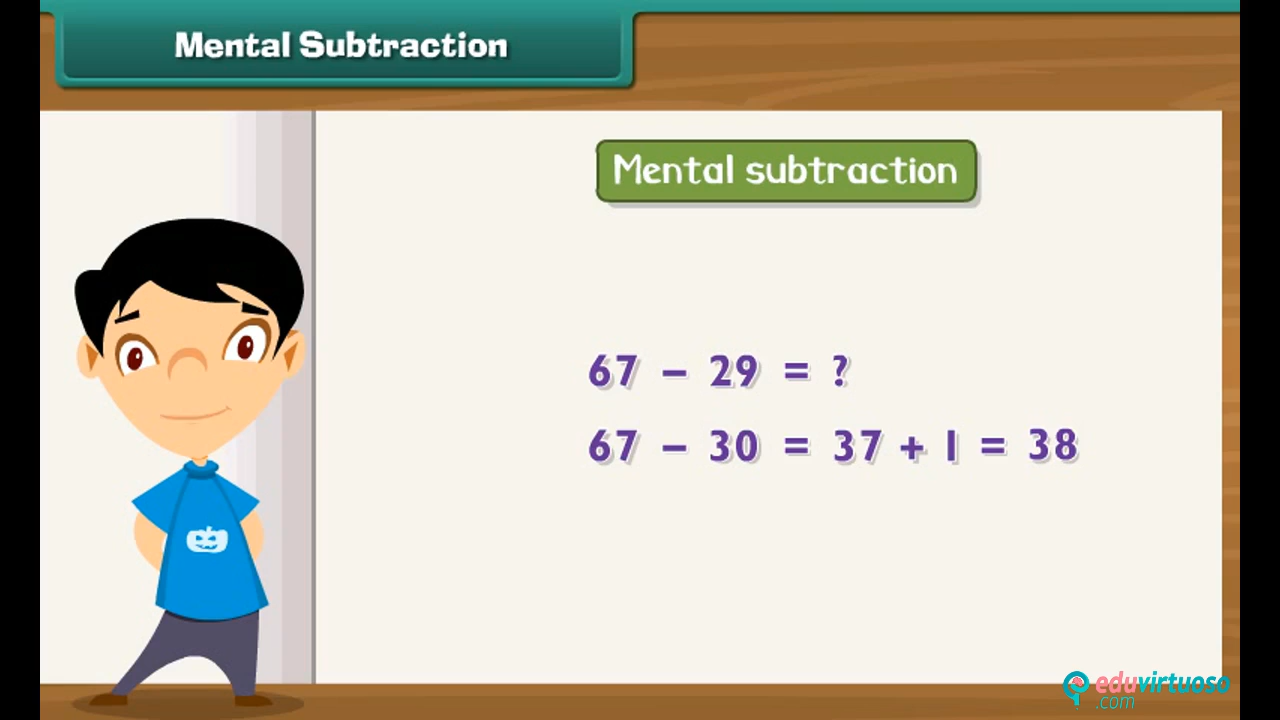 Mental Subtraction
Mental subtraction
67 – 29 = ?
67 – 30 = 37 + 1 = 38
eduvirtuoso
.com